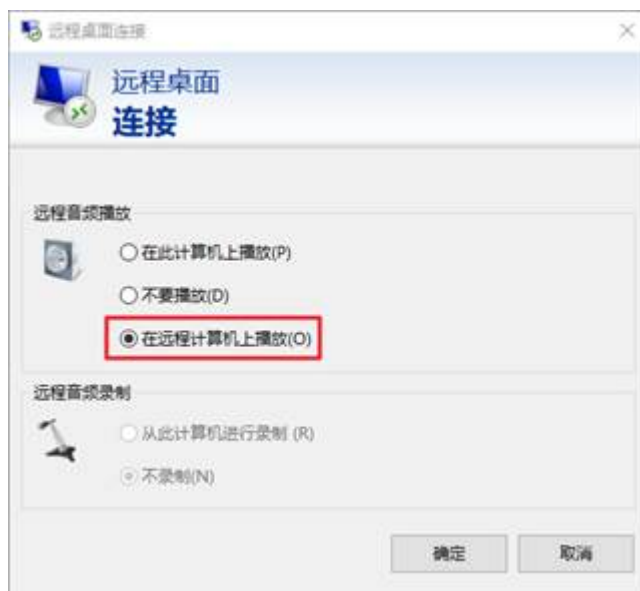 远程桌面连接
远程桌面
连接
远程音频播放
在此计算机上播放(P)
不要播放(D)
在远程计算机上播放(O)
远程音频录制
从此计算机进行录制 (R)
不录制(N)
确定
取消